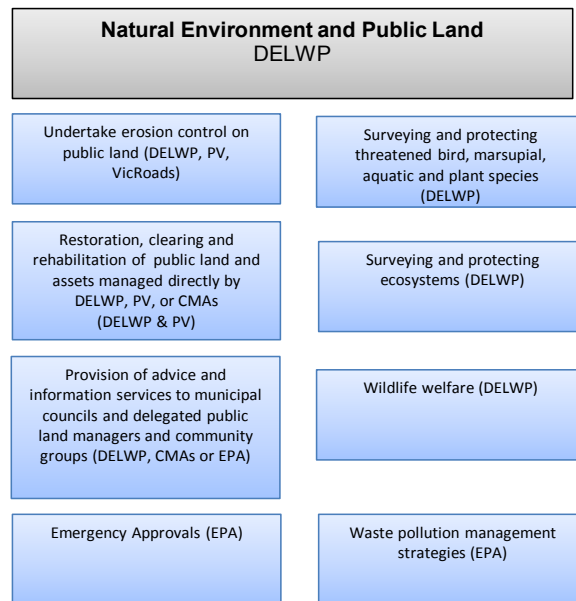 Natural Environment and Public Land
DELWP
Undertake erosion control on
public land (DELWP, PV,
VicRoads)
Surveying and protecting
threatened bird, marsupial,
aquatic and plant species
(DELWP)
Restoration, clearing and
rehabilitation of public land and
assets managed directly by
DELWP, PV, or CMAs
(DELWP & PV)
Surveying and protecting
ecosystems (DELWP)
Provision of advice and
information services to municipal
councils and delegated public
land managers and community
groups (DELWP, CMAs or EPA)
Wildlife welfare (DELWP)
Emergency Approvals (EPA)
Waste pollution management
strategies (EPA)